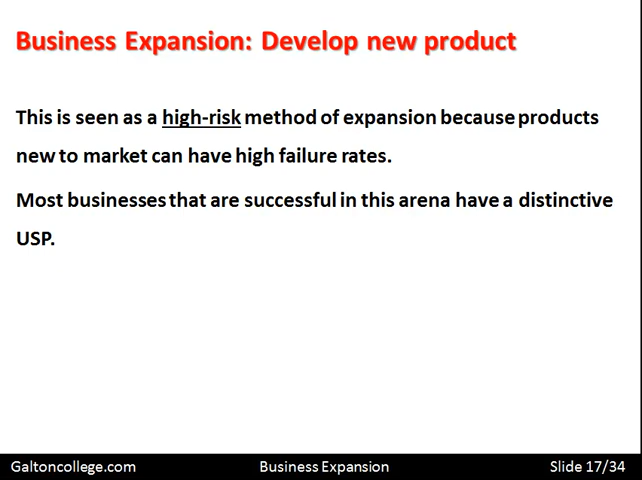 Business Expansion: Develop new product
This is seen as a high-risk method of expansion because products
new to market can have high failure rates.
Most businesses that are successful in this arena have a distinctive
USP.
Galtoncollege.com Business Expansion Slide 17/34